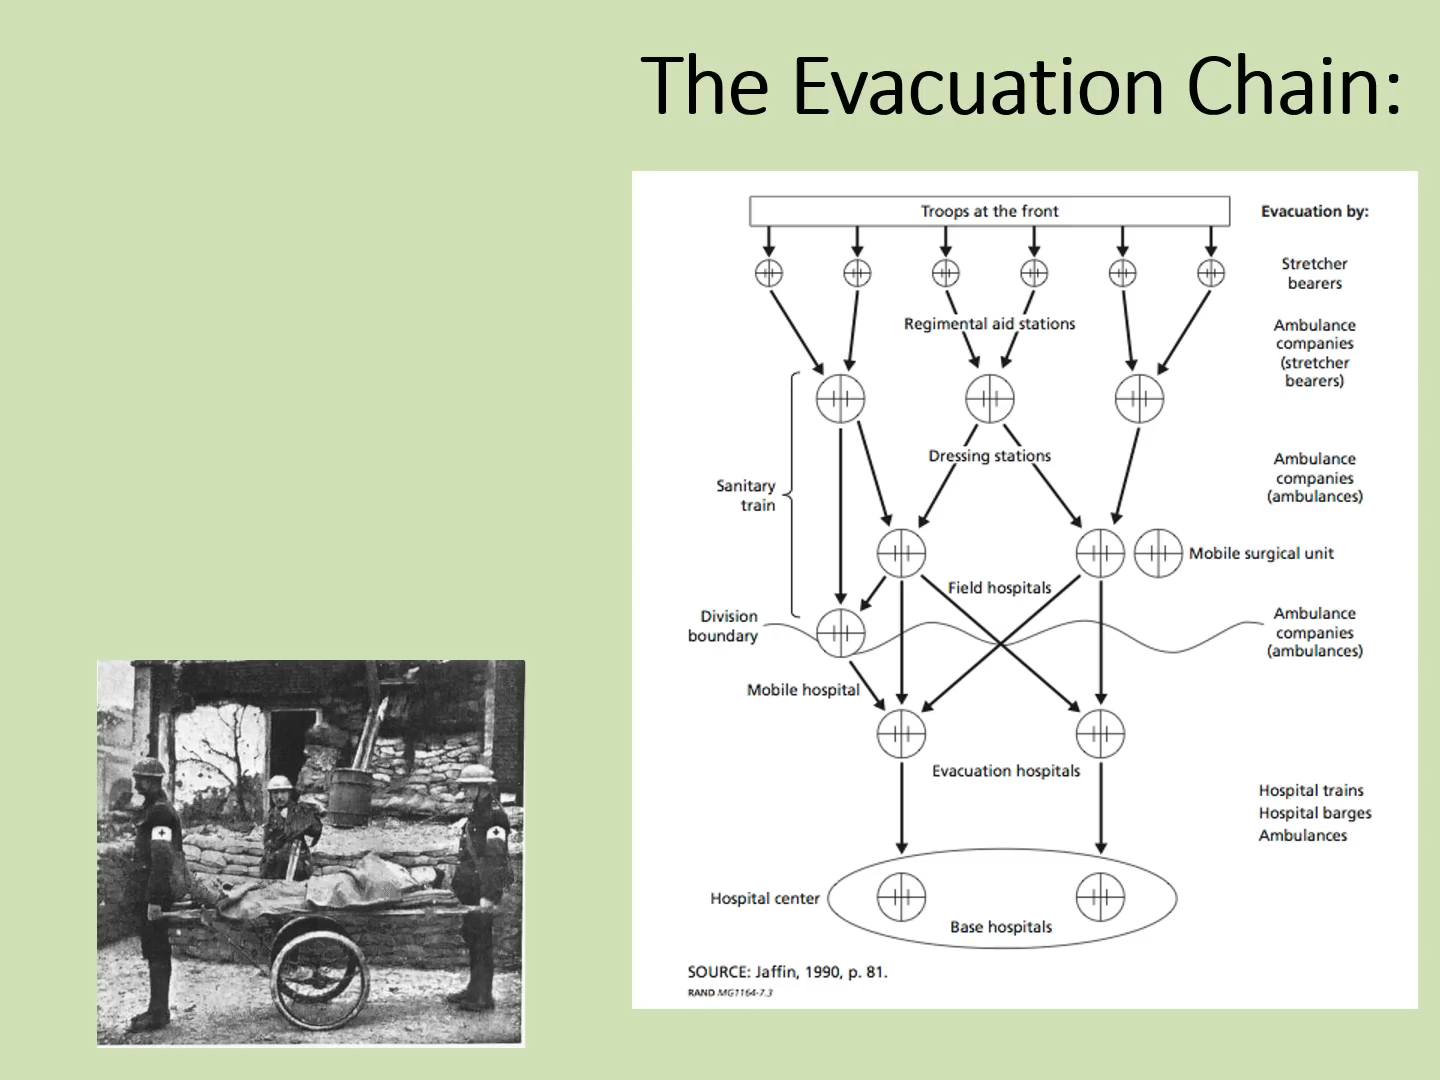 The Evacuation Chain:
Troops at the front
Evacuation by:
Stretcher
bearers
Regimental aid stations
Ambulance
companies
(stretcher
bearers)
Dressing stations
Ambulance
companies
(ambulances)
Sanitary
train
Mobile surgical unit
Field hospitals
Division
boundary
Ambulance
companies
(ambulances)
Mobile hospital
Evacuation hospitals
Hospital trains
Hospital barges
Ambulances
Hospital center
Base hospitals
SOURCE: Jaffin, 1990, p. 81.
RAND MG1164-7.3